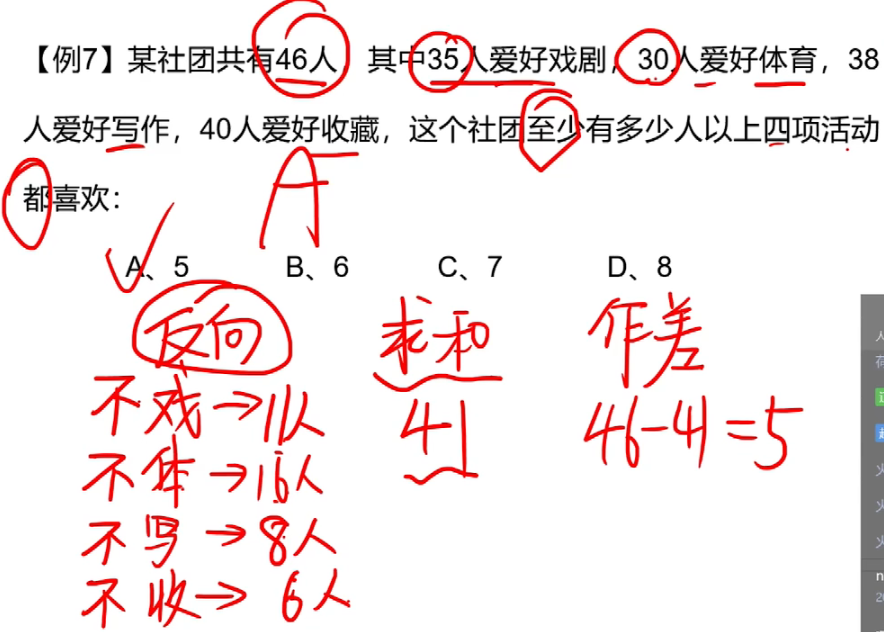 【例7】某社团共有46人，其中35人爱好戏剧，30人爱好体育，38
人爱好写作，40人爱好收藏，这个社团至少有多少人以上四项活动
都喜欢：
A
A、5 B、6 C、7 D、8
反向 求和 作差
不戏→11人 41 46-41=5
不体→16人
不写→8人
不收→6人